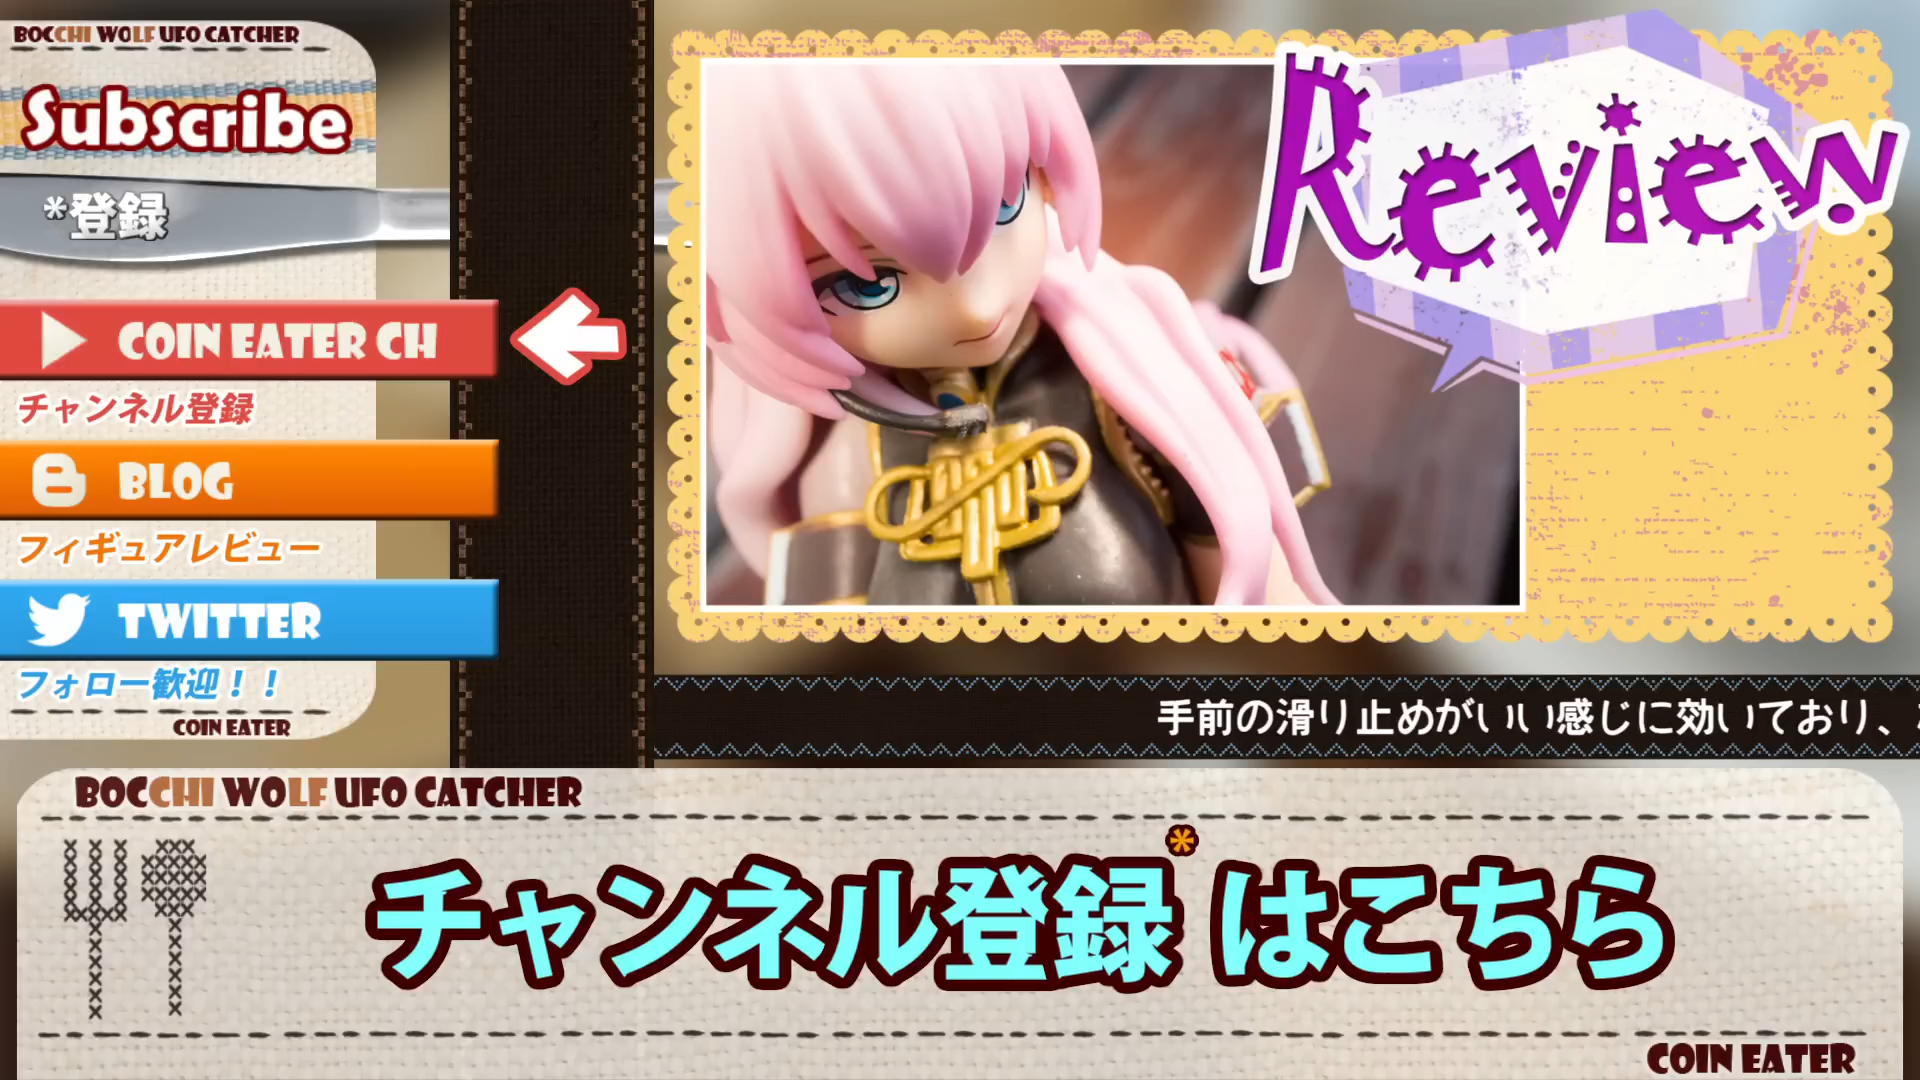 BOCCHI WOLF UFO CATCHER
Subscribe
*登録
COIN EATER CH
チャンネル登録
BLOG
フィギュアレビュー
TWITTER
フォロー歓迎！！
COIN EATER
Review
手前の滑り止めがいい感じに効いており、
BOCCHI WOLF UFO CATCHER
チャンネル登録* はこちら
COIN EATER